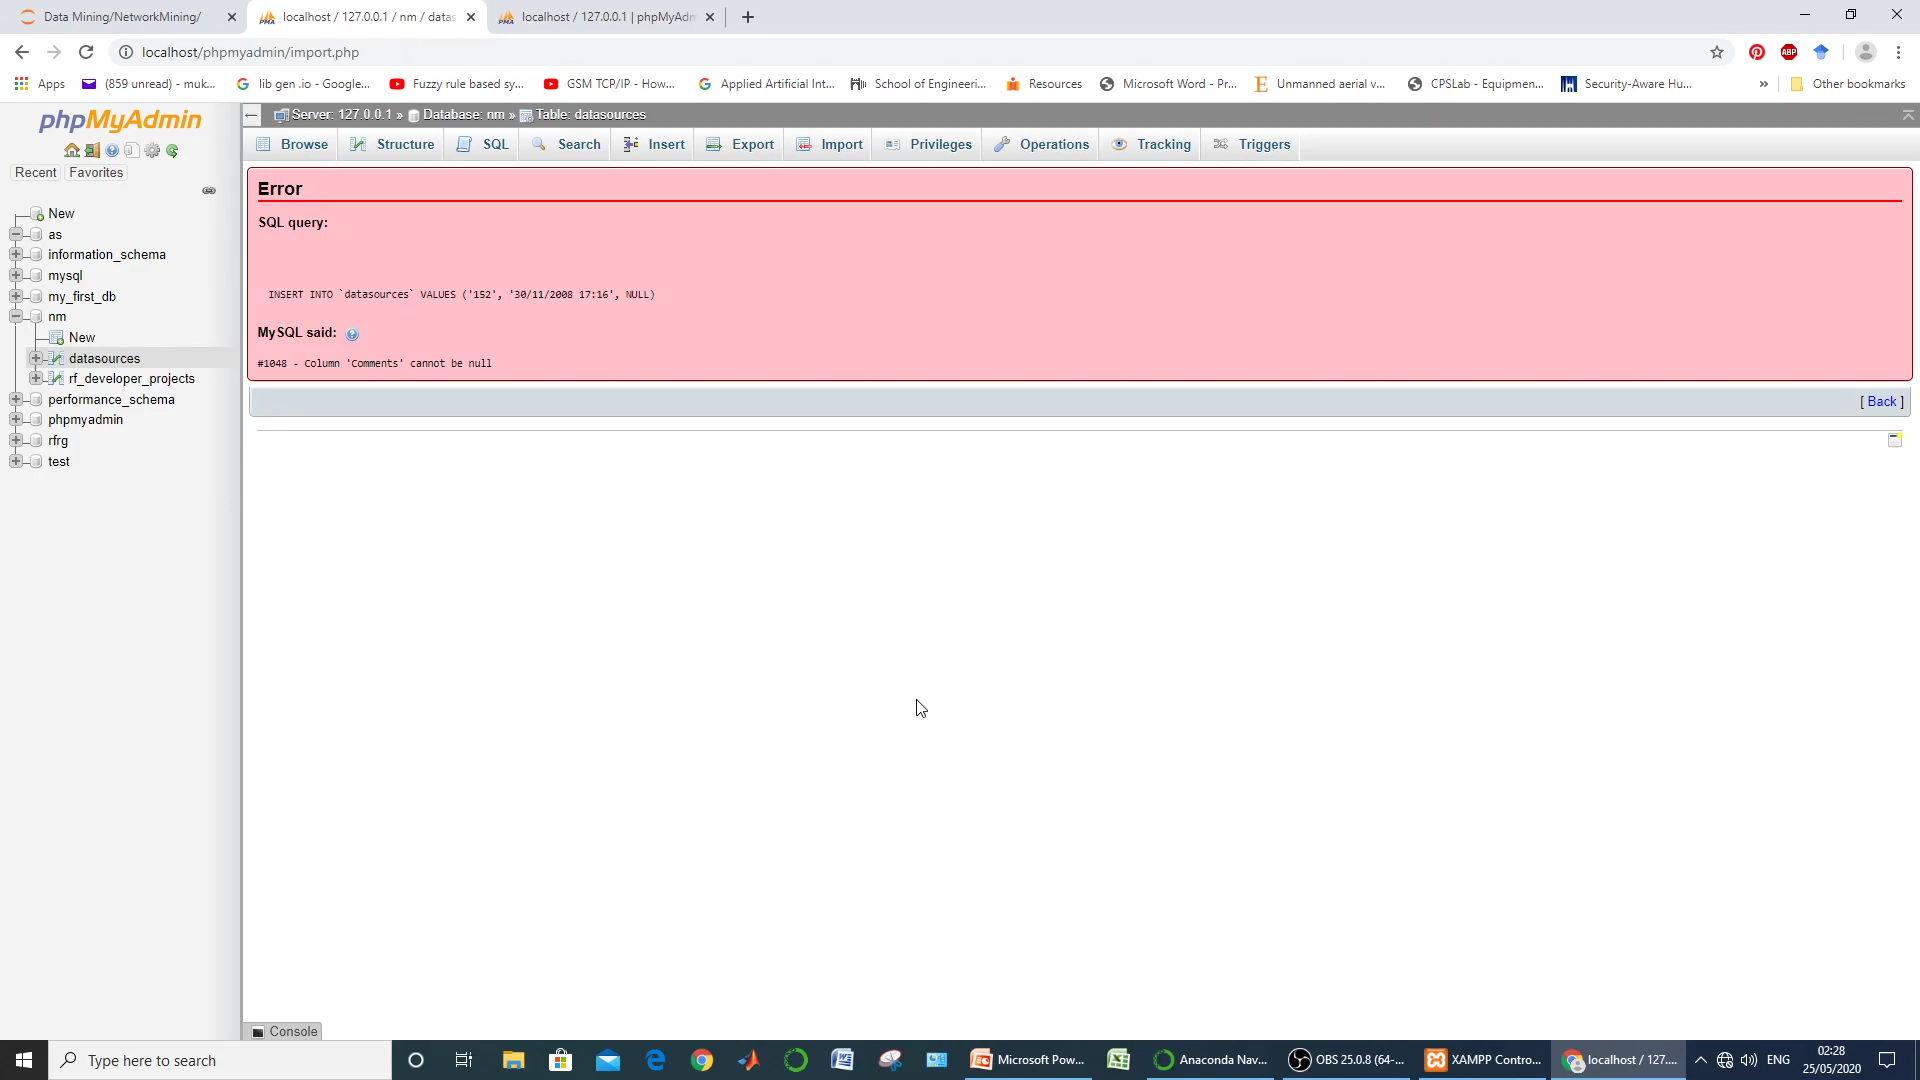 Data Mining/NetworkMining/
localhost / 127.0.0.1 / nm / datas
localhost / 127.0.0.1 | phpMyAdn
localhost/phpmyadmin/import.php
ABP
Apps
(859 unread) - muk...
lib gen .io - Google...
Fuzzy rule based sy...
GSM TCP/IP - How...
Applied Artificial Int...
School of Engineeri...
Resources
Microsoft Word - Pr...
Unmanned aerial v...
CPSLab - Equipmen...
Security-Aware Hu...
»
Other bookmarks
phpMyAdmin
Server: 127.0.0.1 » Database: nm » Table: datasources
Browse
Structure
SQL
Search
Insert
Export
Import
Privileges
Operations
Tracking
Triggers
Recent
Favorites
New
as
information_schema
mysql
my_first_db
nm
New
datasources
rf_developer_projects
performance_schema
phpmyadmin
rfrg
test
Error
SQL query:
INSERT INTO `datasources` VALUES ('152', '30/11/2008 17:16', NULL)
MySQL said:
#1048 - Column 'Comments' cannot be null
[ Back ]
Console
Type here to search
Microsoft Pow...
Anaconda Nav...
OBS 25.0.8 (64-...
XAMPP Contro...
localhost / 127....
ENG
02:28
25/05/2020